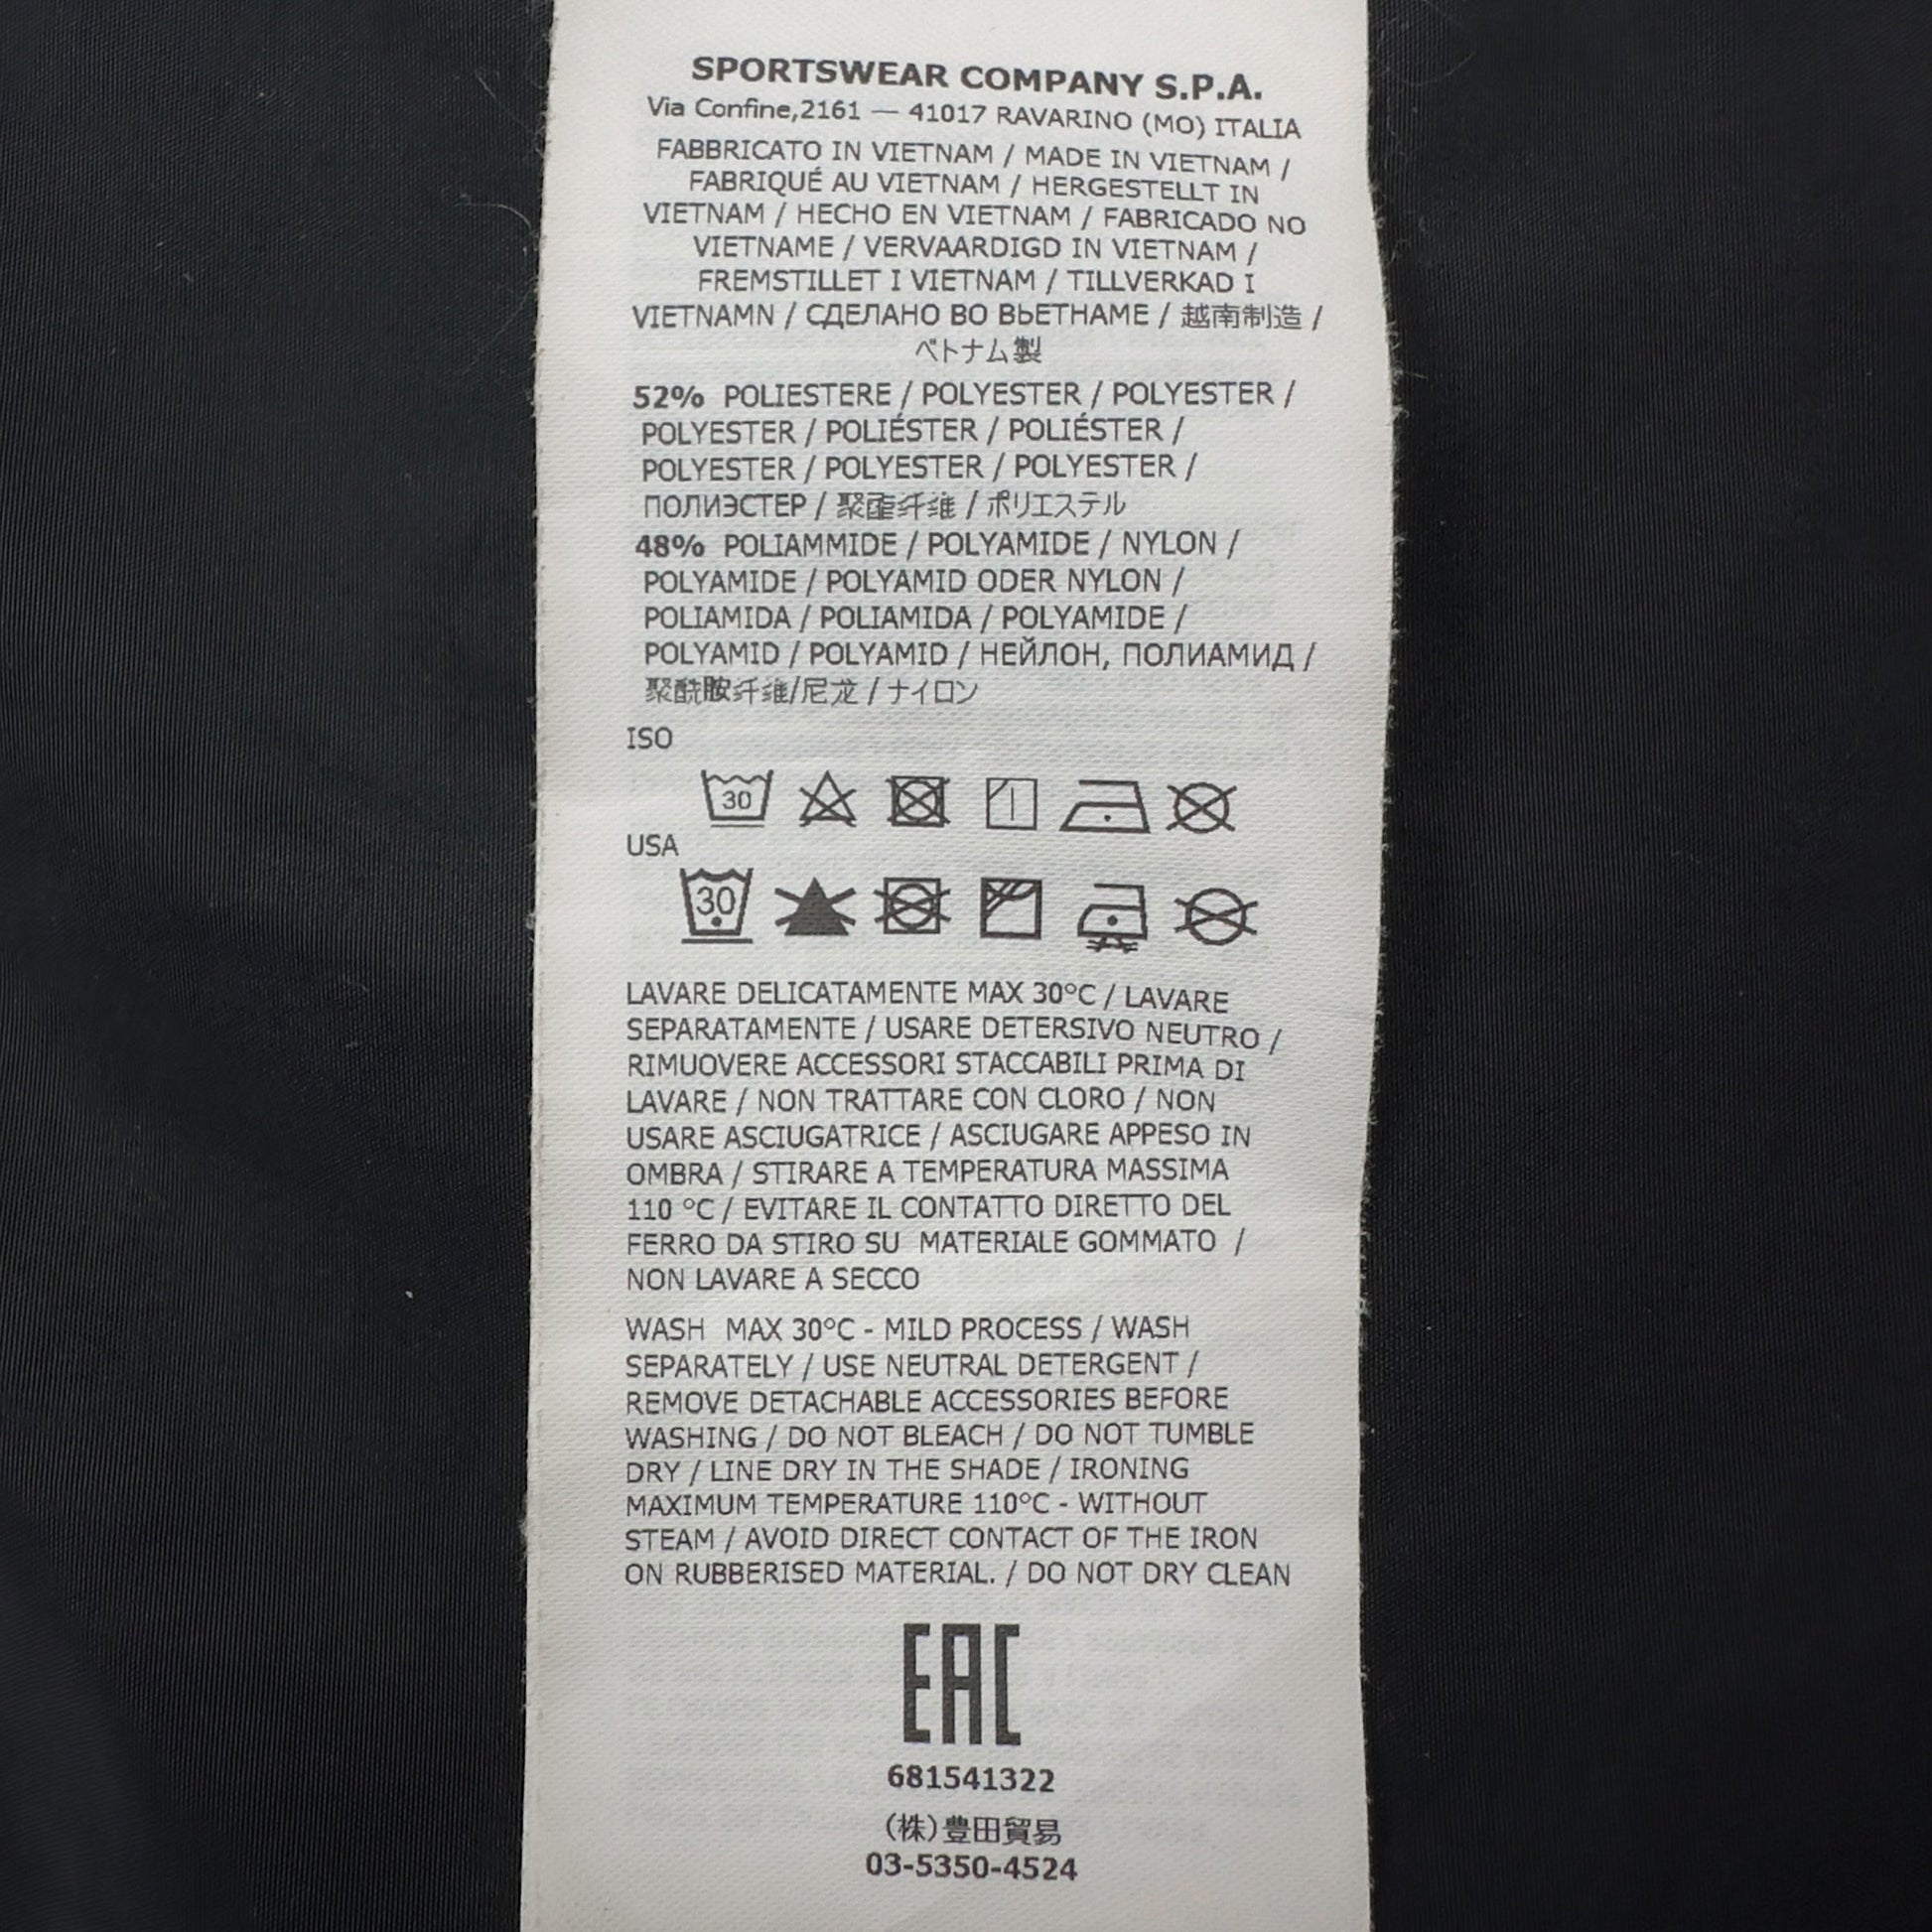 SPORTSWEAR COMPANY S.P.A.
Via Confine,2161 — 41017 RAVARINO (MO) ITALIA
FABBRICATO IN VIETNAM / MADE IN VIETNAM /
FABRIQUÉ AU VIETNAM / HERGESTELLT IN
VIETNAM / HECHO EN VIETNAM / FABRICADO NO
VIETNAME / VERVAARDIGD IN VIETNAM /
FREMSTILLET I VIETNAM / TILLVERKAD I
VIETNAMN / СДЕЛАНО ВО ВЬЕТНАМЕ / 越南制造 /
ベトナム製
52% POLIESTERE / POLYESTER / POLYESTER /
POLYESTER / POLIÉSTER / POLIÉSTER /
POLYESTER / POLYESTER / POLYESTER /
ПОЛИЭСТЕР / 聚酯纤维 / ポリエステル
48% POLIAMMIDE / POLYAMIDE / NYLON /
POLYAMIDE / POLYAMID ODER NYLON /
POLIAMIDA / POLIAMIDA / POLYAMIDE /
POLYAMID / POLYAMID / НЕЙЛОН, ПОЛИАМИД /
聚酰胺纤维/尼龙 / ナイロン
ISO
30
USA
30
LAVARE DELICATAMENTE MAX 30°C / LAVARE
SEPARATAMENTE / USARE DETERSIVO NEUTRO /
RIMUOVERE ACCESSORI STACCABILI PRIMA DI
LAVARE / NON TRATTARE CON CLORO / NON
USARE ASCIUGATRICE / ASCIUGARE APPESO IN
OMBRA / STIRARE A TEMPERATURA MASSIMA
110 °C / EVITARE IL CONTATTO DIRETTO DEL
FERRO DA STIRO SU MATERIALE GOMMATO /
NON LAVARE A SECCO
WASH MAX 30°C - MILD PROCESS / WASH
SEPARATELY / USE NEUTRAL DETERGENT /
REMOVE DETACHABLE ACCESSORIES BEFORE
WASHING / DO NOT BLEACH / DO NOT TUMBLE
DRY / LINE DRY IN THE SHADE / IRONING
MAXIMUM TEMPERATURE 110°C - WITHOUT
STEAM / AVOID DIRECT CONTACT OF THE IRON
ON RUBBERISED MATERIAL. / DO NOT DRY CLEAN
EAC
681541322
(株)豊田貿易
03-5350-4524